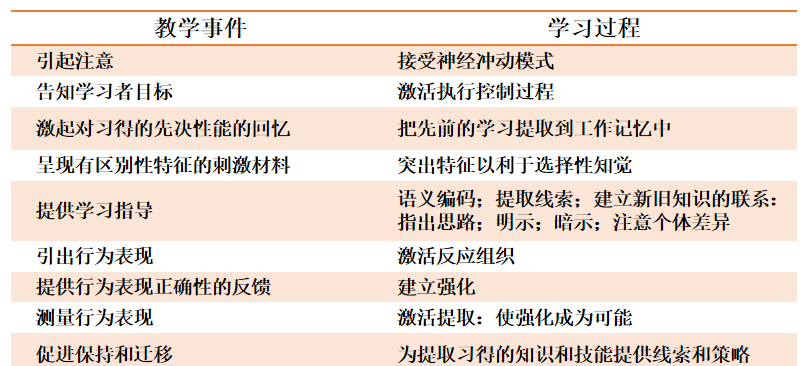 教学事件 学习过程
引起注意 接受神经冲动模式
告知学习者目标 激活执行控制过程
激起对习得的先决性能的回忆 把先前的学习提取到工作记忆中
呈现有区别性特征的刺激材料 突出特征以利于选择性知觉
提供学习指导 语义编码；提取线索；建立新旧知识的联系：
指出思路；明示；暗示；注意个体差异
引出行为表现 激活反应组织
提供行为表现正确性的反馈 建立强化
测量行为表现 激活提取：使强化成为可能
促进保持和迁移 为提取习得的知识和技能提供线索和策略